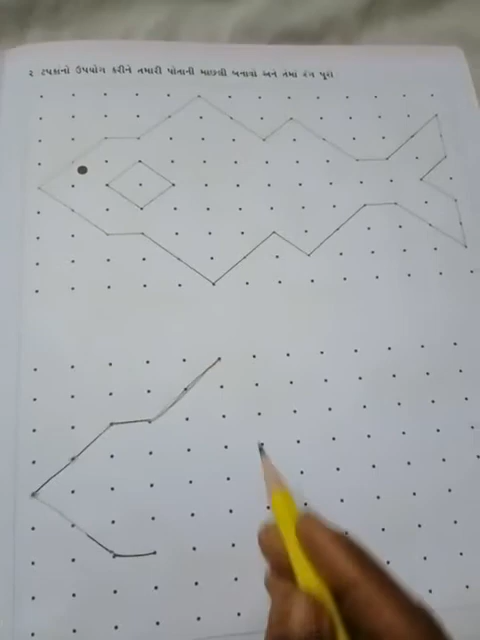 ૨. ટપકાંનો ઉપયોગ કરીને તમારી પોતાની માછલી બનાવો અને તેમાં રંગ પૂરો